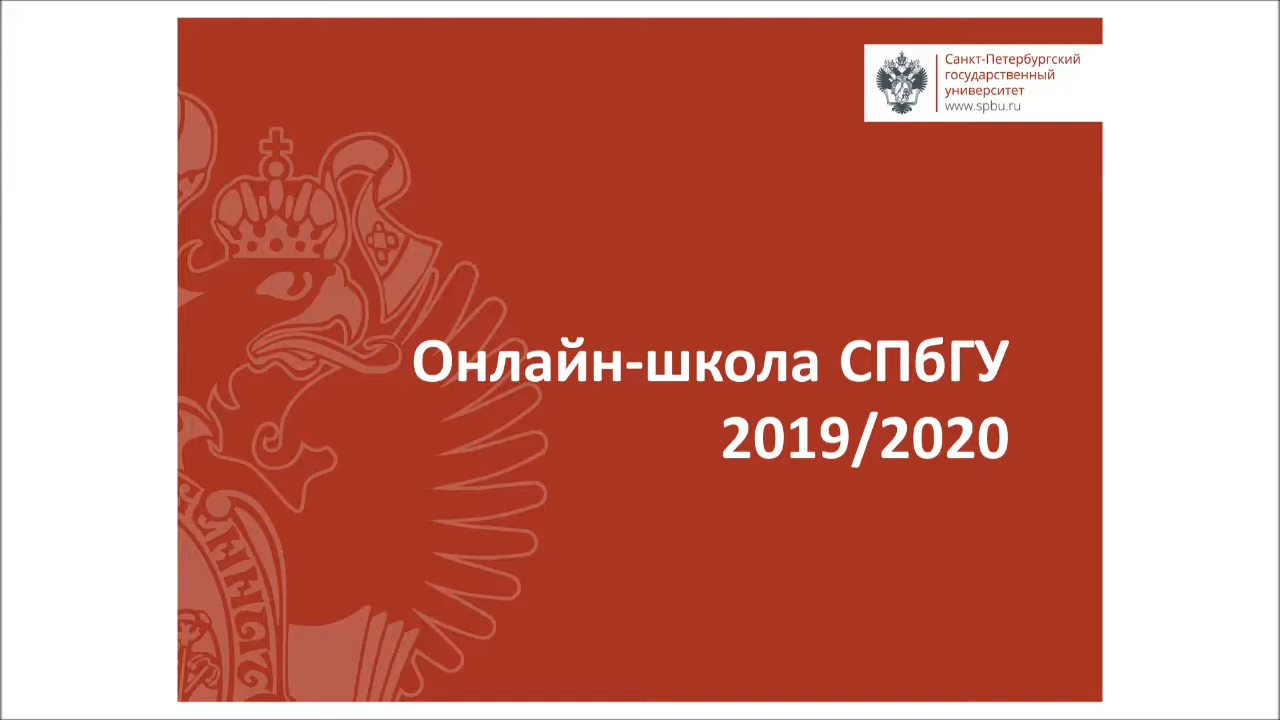 Санкт-Петербургский
государственный
университет
www.spbu.ru
Онлайн-школа СПбГУ
2019/2020